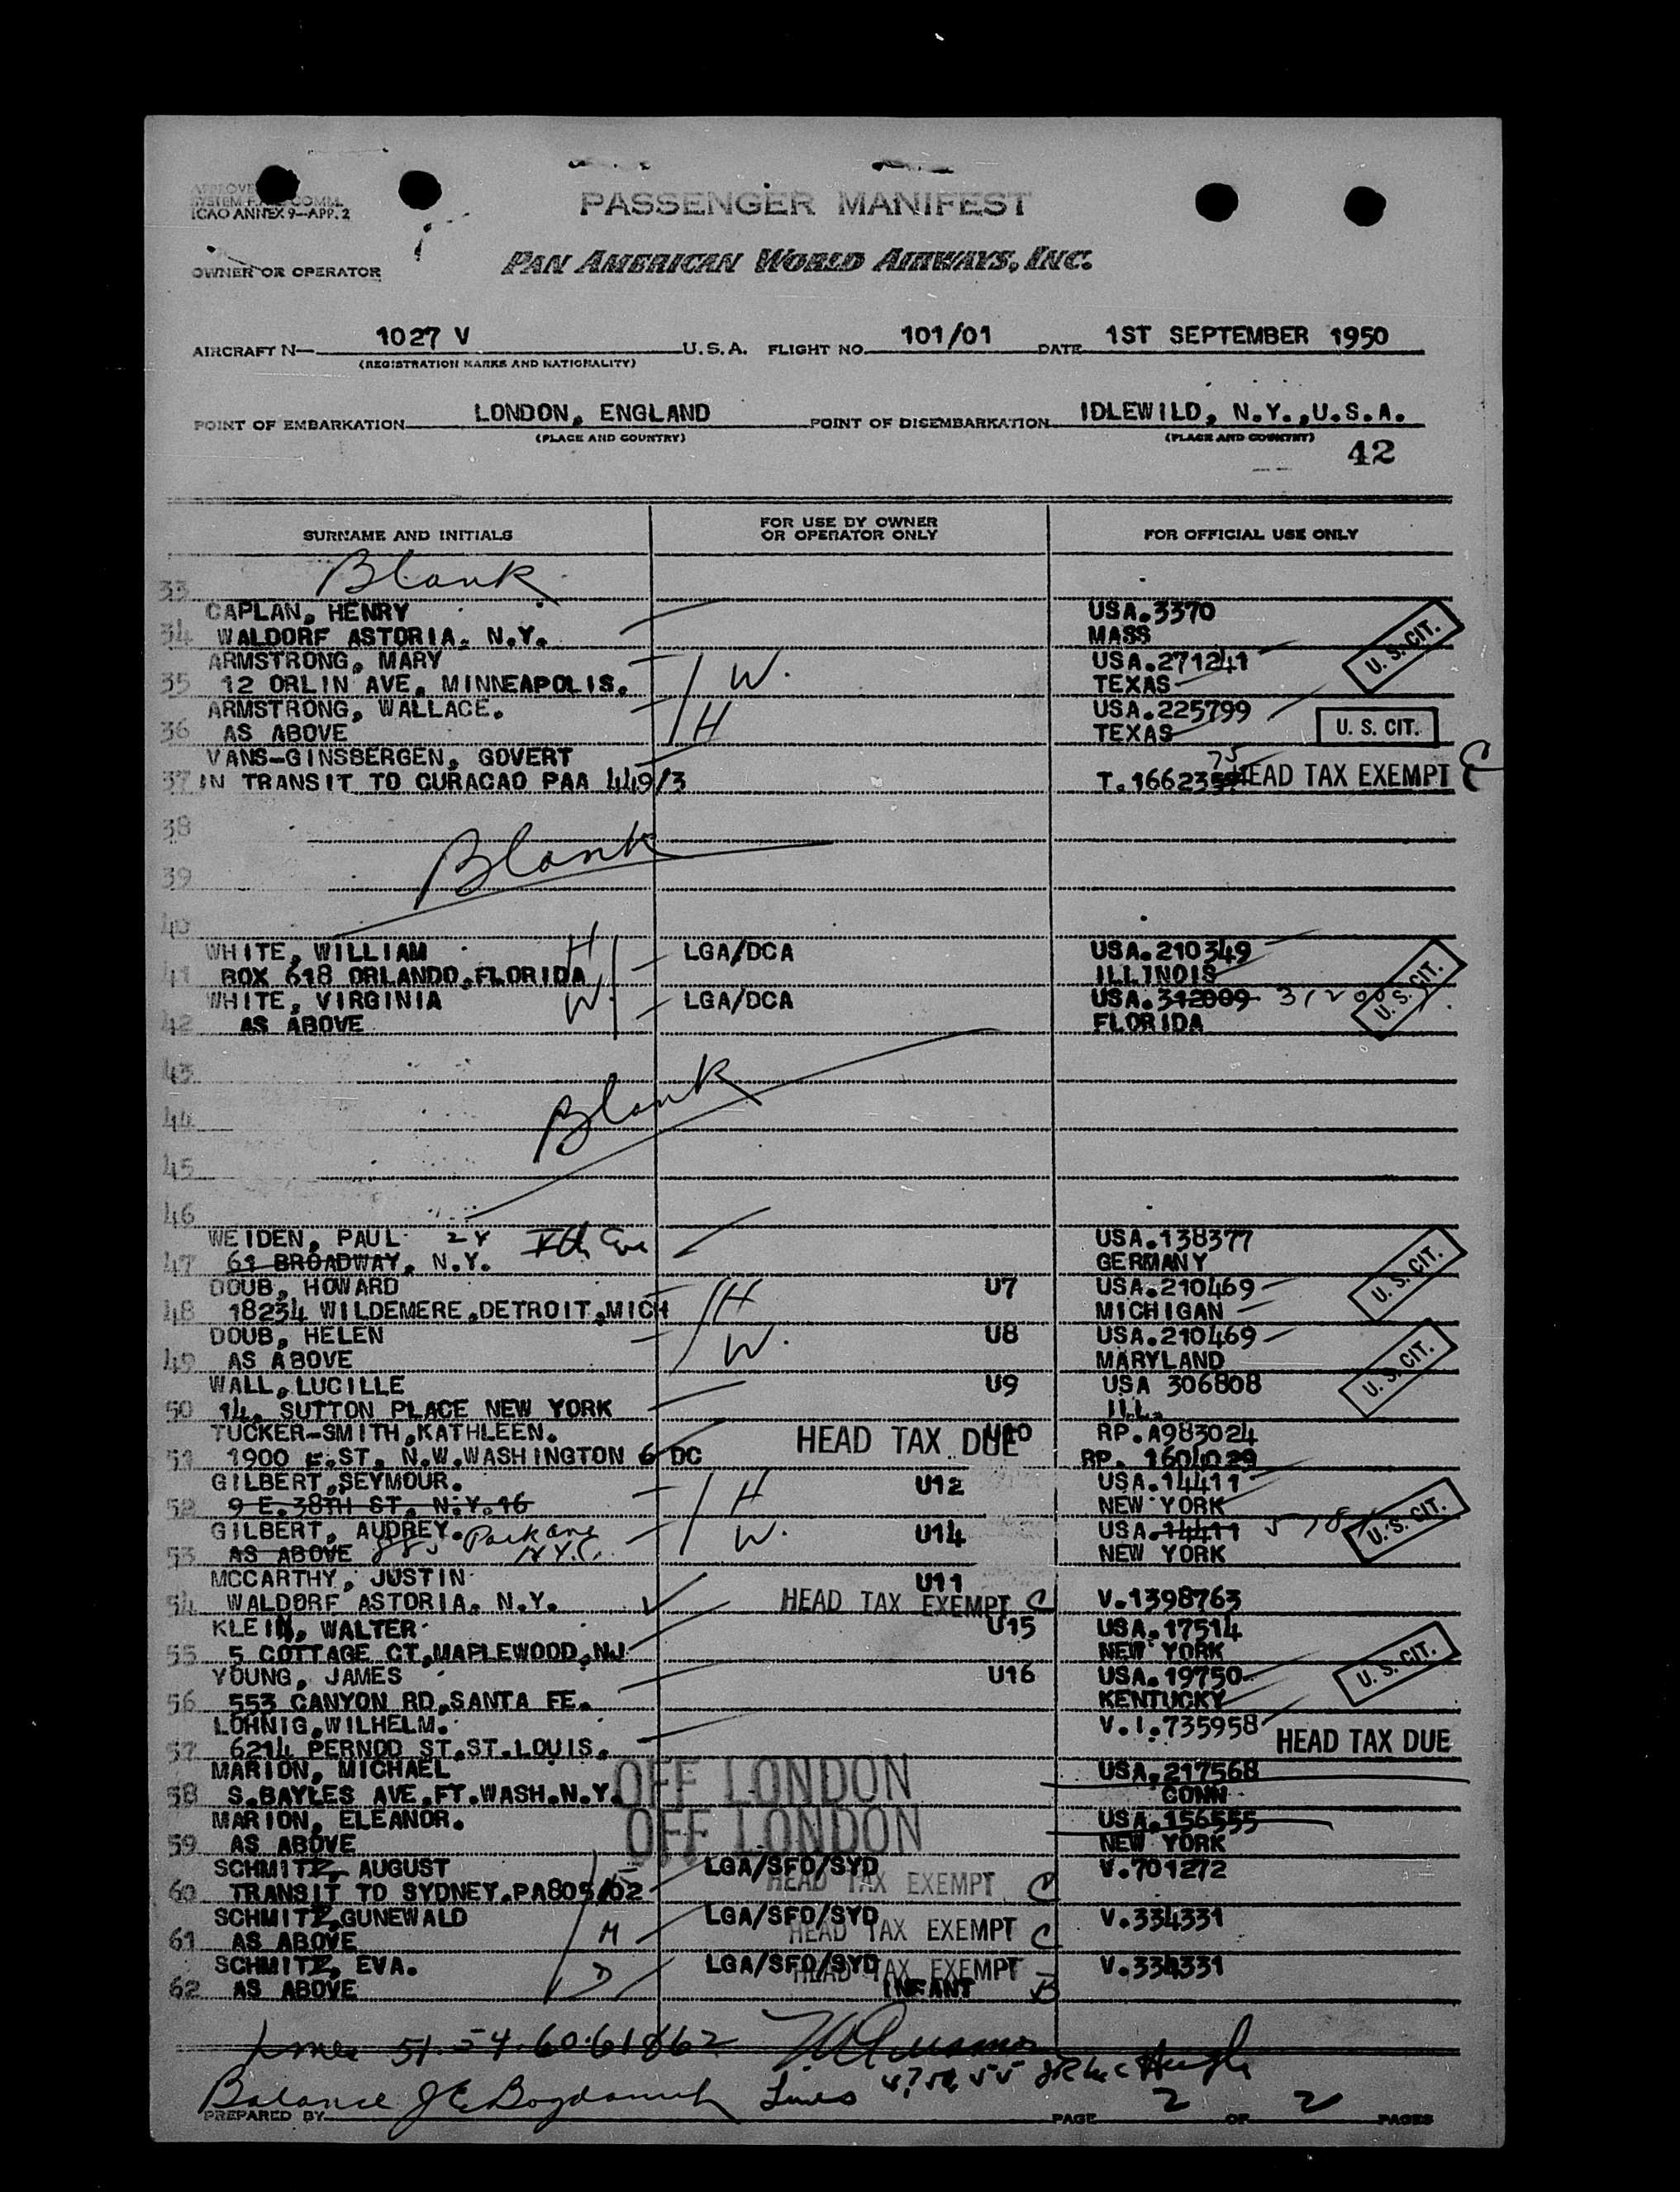 ICAO ANNEX 9—APP. 2
PASSENGER MANIFEST
OWNER OR OPERATOR PAN AMERICAN WORLD AIRWAYS, INC.
AIRCRAFT N— 1027 V U.S.A. FLIGHT NO. 101/01 DATE 1ST SEPTEMBER 1950
(REGISTRATION MARKS AND NATIONALITY)
POINT OF EMBARKATION LONDON, ENGLAND POINT OF DISEMBARKATION IDLEWILD, N.Y.,U.S.A.
(PLACE AND COUNTRY) (PLACE AND COUNTRY)
42
SURNAME AND INITIALS FOR USE BY OWNER OR OPERATOR ONLY FOR OFFICIAL USE ONLY
33 Blank
CAPLAN, HENRY USA.3370
34 WALDORF ASTORIA. N.Y. MASS U. S. CIT.
ARMSTRONG, MARY W. USA.271241
35 12 ORLIN AVE. MINNEAPOLIS. TEXAS
ARMSTRONG, WALLACE. H USA.225799
36 AS ABOVE TEXAS U. S. CIT.
VANS-GINSBERGEN, GOVERT 75
37 IN TRANSIT TO CURACAO PAA 449/3 T.166235 HEAD TAX EXEMPT C
38
39 Blank
40
WHITE, WILLIAM H LGA/DCA USA.210349
41 BOX 618 ORLANDO.FLORIDA ILLINOIS U. S. CIT.
WHITE, VIRGINIA W. LGA/DCA USA.312009
42 AS ABOVE FLORIDA
43
44 Blank
45
46
WEIDEN, PAUL USA.138377
47 61 BROADWAY, N.Y. GERMANY U. S. CIT.
DOUB, HOWARD H U7 USA.210469
48 18234 WILDEMERE.DETROIT.MICH MICHIGAN
DOUB, HELEN W. U8 USA.210469
49 AS ABOVE MARYLAND U. S. CIT.
WALL,LUCILLE U9 USA 306808
50 14. SUTTON PLACE NEW YORK ILL.
TUCKER-SMITH,KATHLEEN. HEAD TAX DUE U10 RP.A983024
51 1900 F.ST. N.W.WASHINGTON 6 DC RP. 1604029
GILBERT,SEYMOUR. H U12 USA.14411
52 9 E.38TH ST. N.Y.16 NEW YORK U. S. CIT.
GILBERT, AUDREY. Park Ave W. U14 USA.14411
53 AS ABOVE 885 N.Y.C. NEW YORK
MCCARTHY, JUSTIN U11
54 WALDORF ASTORIA. N.Y. HEAD TAX EXEMPT C V.1398763
KLEIN, WALTER U15 USA.17514
55 5 COTTAGE CT.MAPLEWOOD.NJ NEW YORK U. S. CIT.
YOUNG, JAMES U16 USA.19750
56 553 CANYON RD.SANTA FE. KENTUCKY
LOHNIG,WILHELM. V.I.735958
57 6214 PERNOD ST.ST.LOUIS. HEAD TAX DUE
MARION, MICHAEL OFF LONDON USA.217568
58 S.BAYLES AVE.FT.WASH.N.Y. CONN
MARION, ELEANOR. OFF LONDON USA.156555
59 AS ABOVE NEW YORK
SCHMITZ, AUGUST LGA/SFO/SYD V.701272
60 TRANSIT TO SYDNEY.PA805/02 HEAD TAX EXEMPT C
SCHMITZ,GUNEWALD LGA/SFO/SYD V.334331
61 AS ABOVE M HEAD TAX EXEMPT C
SCHMITZ, EVA. LGA/SFO/SYD HEAD TAX EXEMPT V.334331
62 AS ABOVE D INFANT B
51-54-60-61&62
Balance Lines
PREPARED BY PAGE 2 OF 2 PAGES